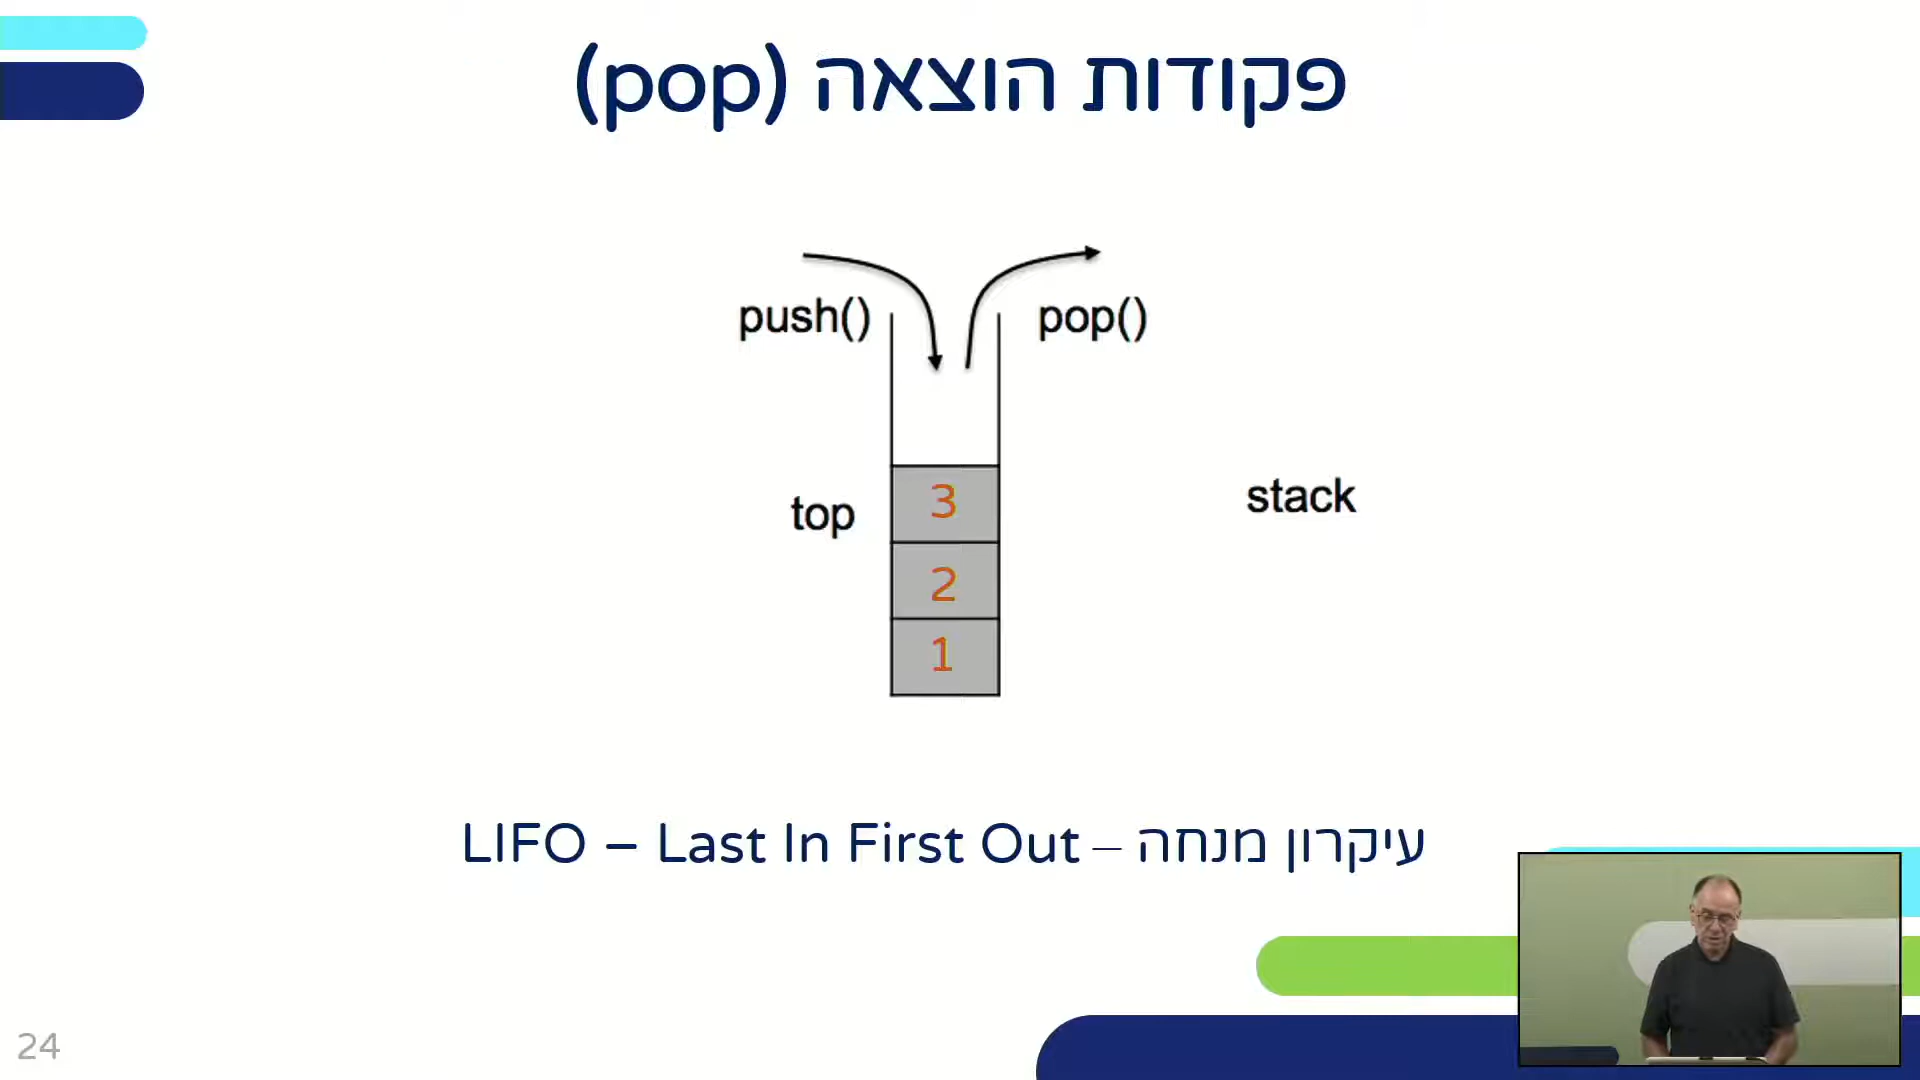 פקודות הוצאה (pop)
push()
pop()
top
3
stack
2
1
עיקרון מנחה – LIFO – Last In First Out
24